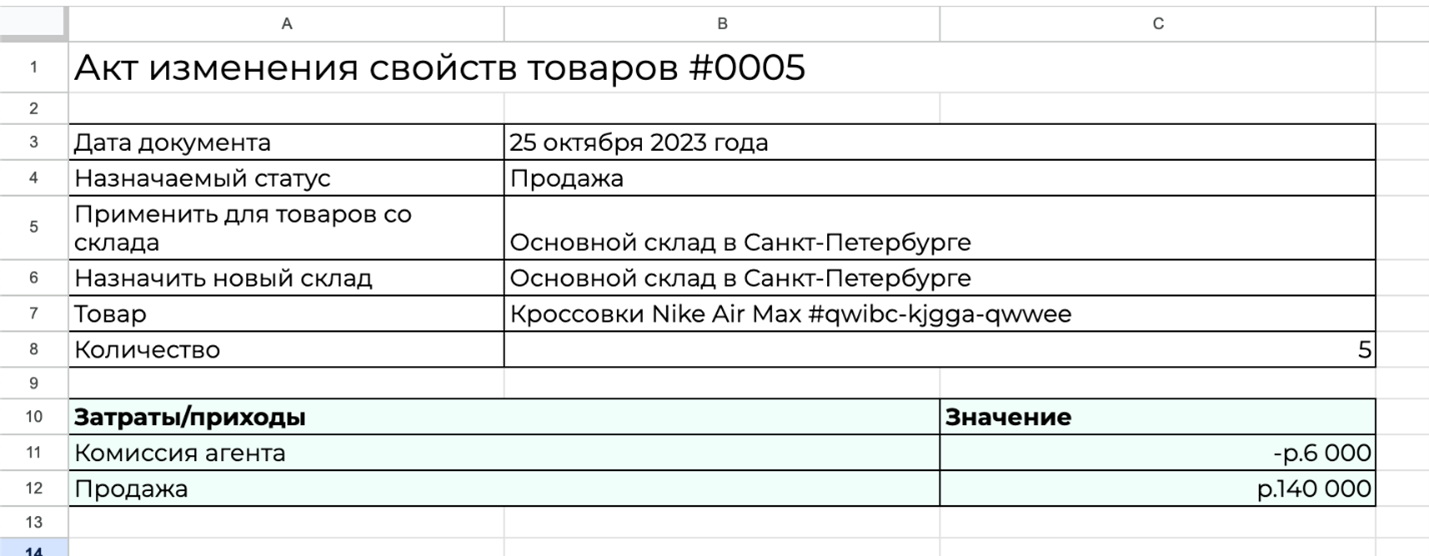 A B C
1 Акт изменения свойств товаров #0005
2
3 Дата документа 25 октября 2023 года
4 Назначаемый статус Продажа
Применить для товаров со
5 склада Основной склад в Санкт-Петербурге
6 Назначить новый склад Основной склад в Санкт-Петербурге
7 Товар Кроссовки Nike Air Max #qwibc-kjgga-qwwee
8 Количество 5
9
10 Затраты/приходы Значение
11 Комиссия агента -р.6 000
12 Продажа р.140 000
13
14